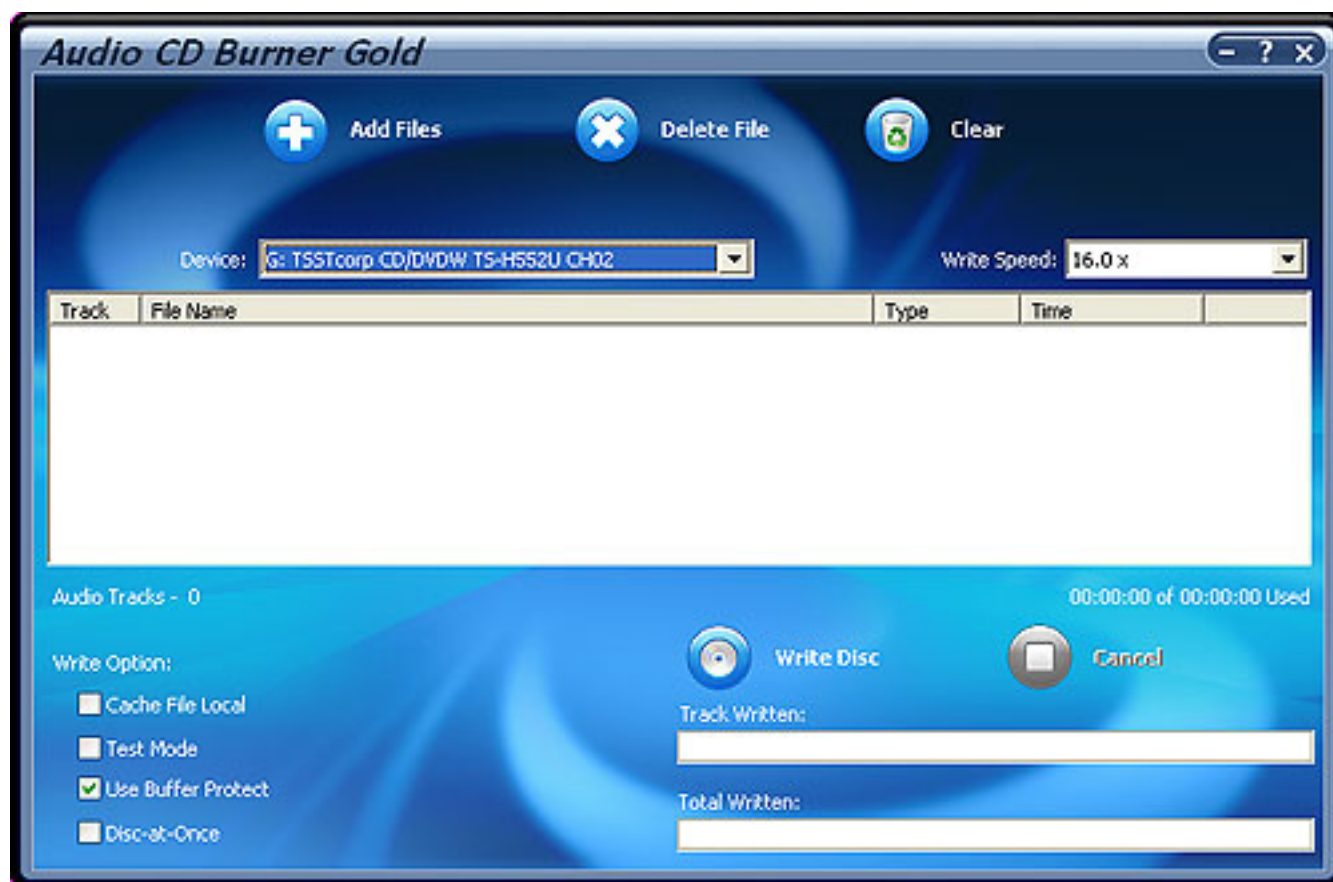 Audio CD Burner Gold
Add Files Delete File Clear
Device: G: TSSTcorp CD/DVDW TS-H552U CH02 Write Speed: 16.0 x
Track File Name Type Time
Audio Tracks - 0 00:00:00 of 00:00:00 Used
Write Disc Cancel
Write Option:
Cache File Local
Track Written:
Test Mode
Use Buffer Protect
Total Written:
Disc-at-Once